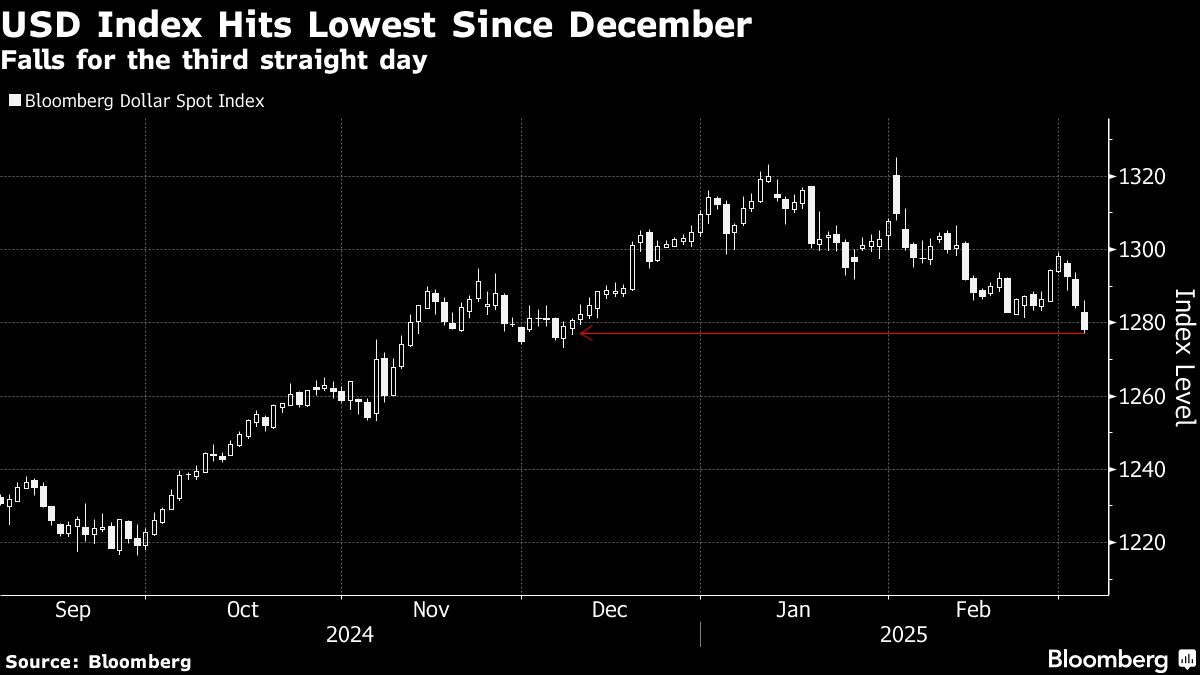 USD Index Hits Lowest Since December
Falls for the third straight day
Bloomberg Dollar Spot Index
1320
1300
1280
1260
1240
1220
Index Level
Sep Oct Nov Dec Jan Feb
2024 2025
Source: Bloomberg
Bloomberg